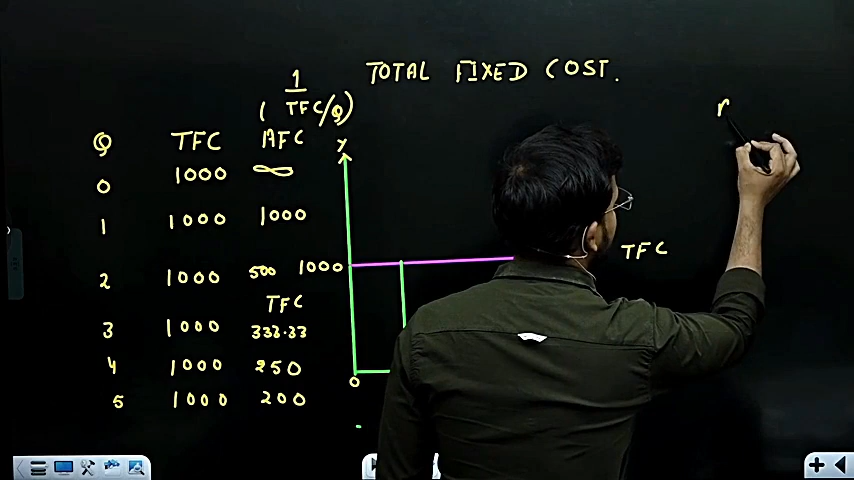 TOTAL FIXED COST.
1
( TFC/Q)
Q TFC AFC
0 1000 ∞
1 1000 1000
2 1000 500
3 1000 333.33
4 1000 250
5 1000 200
TFC
Y
1000
0
TFC
r